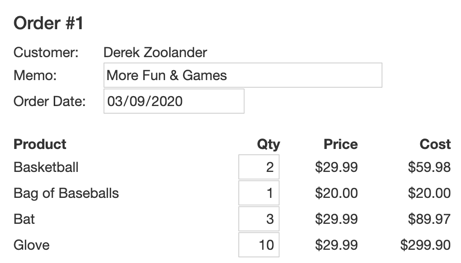 Order #1
Customer: Derek Zoolander
Memo: More Fun & Games
Order Date: 03/09/2020
Product Qty Price Cost
Basketball 2 $29.99 $59.98
Bag of Baseballs 1 $20.00 $20.00
Bat 3 $29.99 $89.97
Glove 10 $29.99 $299.90